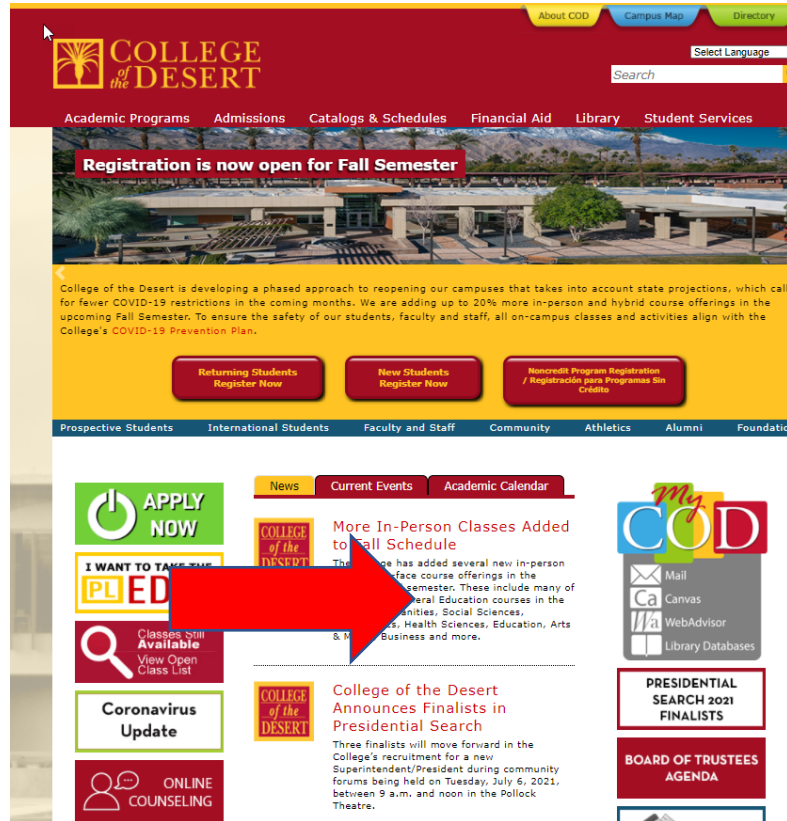 About COD
Campus Map
Directory
COLLEGE
of
the DESERT
Select Language
Search
Academic Programs Admissions Catalogs & Schedules Financial Aid Library Student Services
Registration is now open for Fall Semester
College of the Desert is developing a phased approach to reopening our campuses that takes into account state projections, which call
for fewer COVID-19 restrictions in the coming months. We are adding up to 20% more in-person and hybrid course offerings in the
upcoming Fall Semester. To ensure the safety of our students, faculty and staff, all on-campus classes and activities align with the
College's COVID-19 Prevention Plan.
Returning Students
Register Now
New Students
Register Now
Noncredit Program Registration
/ Registración para Programas Sin
Crédito
Prospective Students International Students Faculty and Staff Community Athletics Alumni
APPLY
NOW
I WANT TO TAKE THE
PL
Classes Still
Available
View Open
Class List
Coronavirus
Update
ONLINE
COUNSELING
News Current Events Academic Calendar
COLLEGE
of the
DESERT
More In-Person Classes Added
to Fall Schedule
has added several new in-person
course offerings in the
semester. These include many of
Education courses in the
Social Sciences,
Health Sciences, Education, Arts
& Business and more.
COLLEGE
of the
DESERT
College of the Desert
Announces Finalists in
Presidential Search
Three finalists will move forward in the
College's recruitment for a new
Superintendent/President during community
forums being held on Tuesday, July 6, 2021,
between 9 a.m. and noon in the Pollock
Theatre.
My
COD
Mail
Ca Canvas
Wa WebAdvisor
Library Databases
PRESIDENTIAL
SEARCH 2021
FINALISTS
BOARD OF TRUSTEES
AGENDA